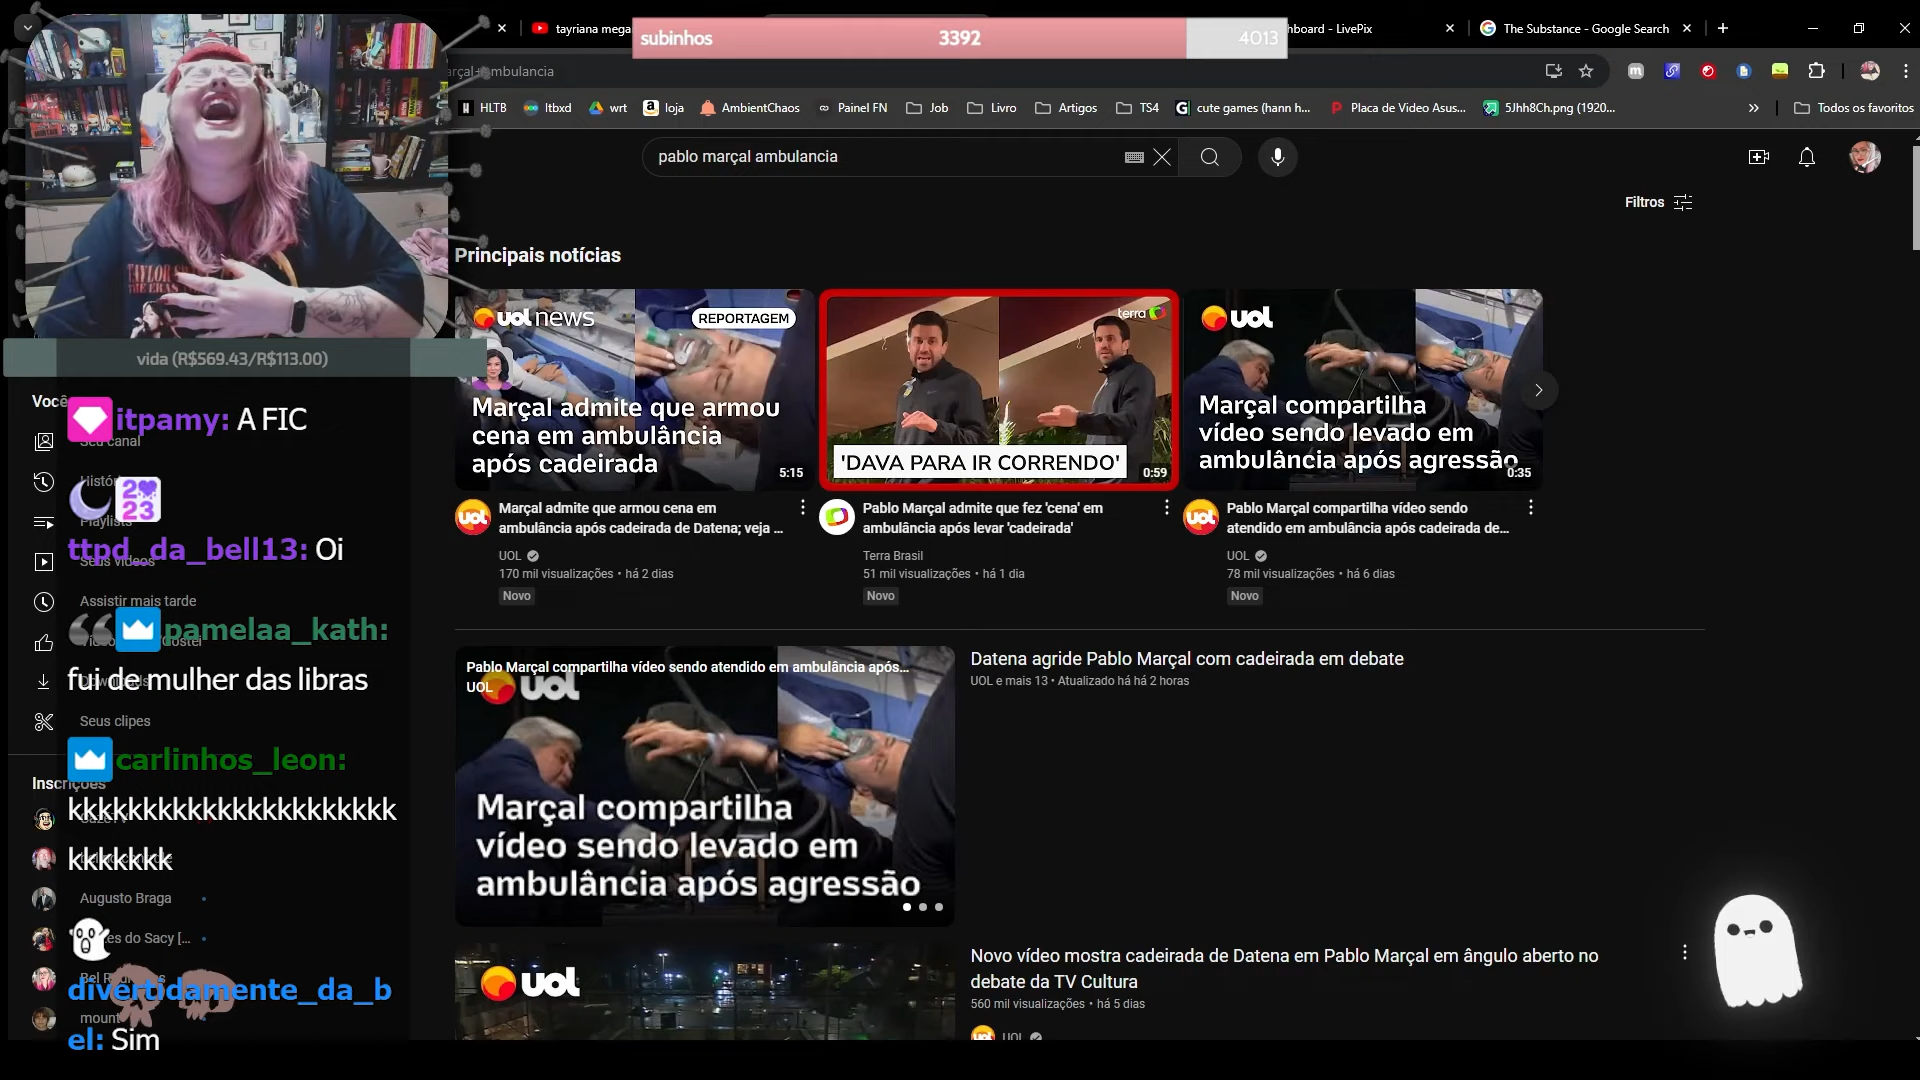 tayriana mega
hboard - LivePix
The Substance - Google Search
subinhos
3392
4013
HLTB
ltbxd
wrt
loja
AmbientChaos
Painel FN
Job
Livro
Artigos
TS4
cute games (hann h...
Placa de Video Asus...
5Jhh8Ch.png (1920...
Todos os favoritos
pablo marçal ambulancia
Filtros
TAYLOR
THE ERAS
vida (R$569.43/R$113.00)
Principais notícias
uol news
REPORTAGEM
Marçal admite que armou
cena em ambulância
após cadeirada
5:15
terra
'DAVA PARA IR CORRENDO'
0:59
uol
Marçal compartilha
vídeo sendo levado em
ambulância após agressão
0:35
Marçal admite que armou cena em
ambulância após cadeirada de Datena; veja ...
UOL
170 mil visualizações • há 2 dias
Novo
Pablo Marçal admite que fez 'cena' em
ambulância após levar 'cadeirada'
Terra Brasil
51 mil visualizações • há 1 dia
Novo
Pablo Marçal compartilha vídeo sendo
atendido em ambulância após cadeirada de...
UOL
78 mil visualizações • há 6 dias
Novo
Pablo Marçal compartilha vídeo sendo atendido em ambulância após...
UOL
uol
Marçal compartilha
vídeo sendo levado em
ambulância após agressão
Datena agride Pablo Marçal com cadeirada em debate
UOL e mais 13 • Atualizado há há 2 horas
uol
Novo vídeo mostra cadeirada de Datena em Pablo Marçal em ângulo aberto no
debate da TV Cultura
560 mil visualizações • há 5 dias
UOL
Você
itpamy: A FIC
Seu canal
2023
Playlists
ttpd_da_bell13: Oi
Seus vídeos
Assistir mais tarde
pamelaa_kath:
fui de mulher das libras
Seus clipes
carlinhos_leon:
Inscrições
kkkkkkkkkkkkkkkkkkkkkk
kkkkkkk
Augusto Braga
es do Sacy [...
divertidamente_da_b
mount
el: Sim